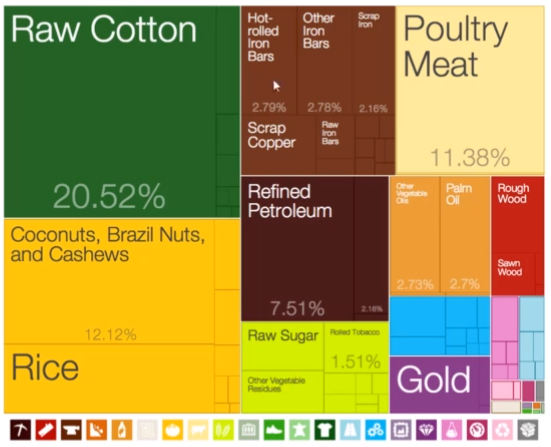 Raw Cotton
20.52%
Hot-
rolled
Iron
Bars
2.79%
Other
Iron
Bars
2.78%
Scrap
Iron
2.16%
Scrap
Copper
Raw
Iron
Bars
Poultry
Meat
11.38%
Coconuts, Brazil Nuts,
and Cashews
12.12%
Rice
Refined
Petroleum
7.51%
2.16%
Other
Vegetable
Oils
2.73%
Palm
Oil
2.7%
Rough
Wood
Sawn
Wood
Raw Sugar
Rolled Tobacco
1.51%
Other Vegetable
Residues
Gold